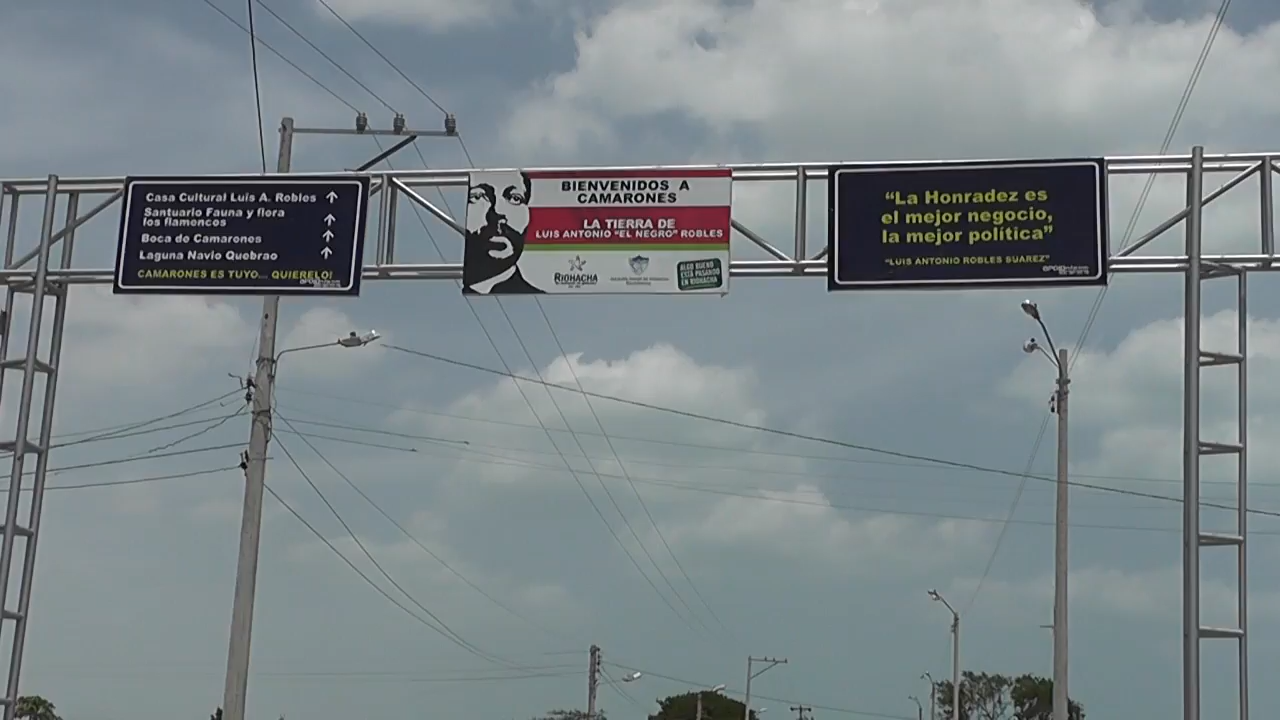 Casa Cultural Luis A. Robles ↑
Santuario Fauna y flora
los flamencos ↑
Boca de Camarones ↑
Laguna Navio Quebrao ↑
CAMARONES ES TUYO... QUIERELO!
BIENVENIDOS A
CAMARONES
LA TIERRA DE
LUIS ANTONIO "EL NEGRO" ROBLES
RIOHACHA
ALGO BUENO
ESTÁ PASANDO
EN RIOHACHA
“La Honradez es
el mejor negocio,
la mejor política”
“LUIS ANTONIO ROBLES SUAREZ”